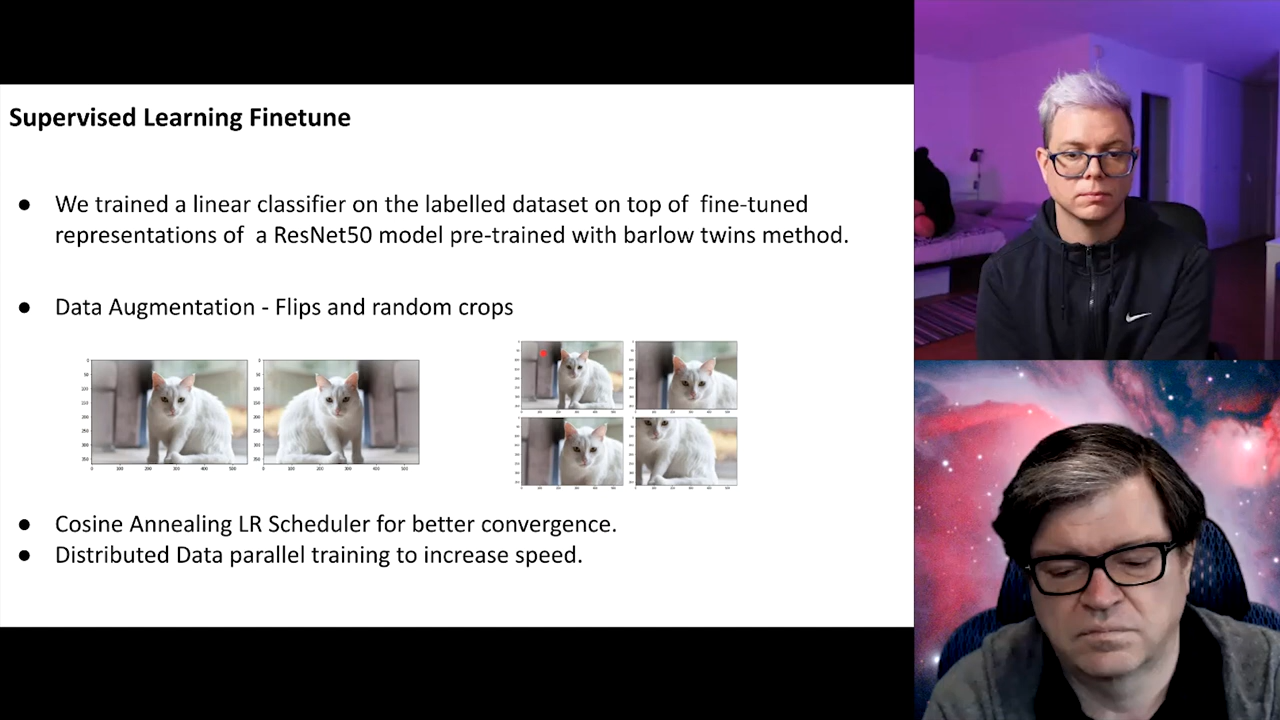 Supervised Learning Finetune
● We trained a linear classifier on the labelled dataset on top of fine-tuned
representations of a ResNet50 model pre-trained with barlow twins method.
● Data Augmentation - Flips and random crops
● Cosine Annealing LR Scheduler for better convergence.
● Distributed Data parallel training to increase speed.